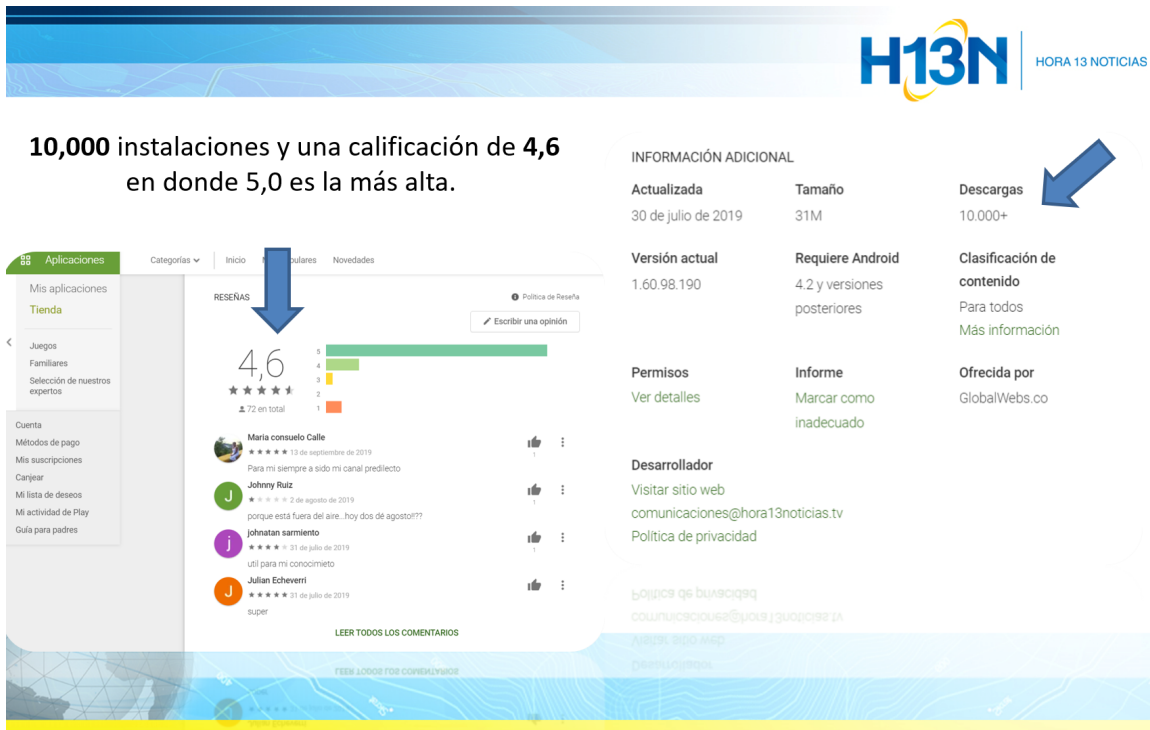 H13N
HORA 13 NOTICIAS
10,000 instalaciones y una calificación de 4,6
en donde 5,0 es la más alta.
Aplicaciones
Categorías
Inicio
Novedades
Mis aplicaciones
Tienda
Juegos
Familiares
Selección de nuestros
expertos
Cuenta
Métodos de pago
Mis suscripciones
Canjear
Mi lista de deseos
Mi actividad de Play
Guía para padres
RESEÑAS
Política de Reseña
Escribir una opinión
4,6
72 en total
5
4
3
2
1
Maria consuelo Calle
13 de septiembre de 2019
Para mi siempre a sido mi canal predilecto
1
Johnny Ruiz
2 de agosto de 2019
porque está fuera del aire...hoy dos dé agosto!!??
1
J
johnatan sarmiento
31 de julio de 2019
util para mi conocimieto
1
j
Julian Echeverri
31 de julio de 2019
super
J
LEER TODOS LOS COMENTARIOS
INFORMACIÓN ADICIONAL
Actualizada
30 de julio de 2019
Tamaño
31M
Descargas
10.000+
Versión actual
1.60.98.190
Requiere Android
4.2 y versiones
posteriores
Clasificación de
contenido
Para todos
Más información
Permisos
Ver detalles
Informe
Marcar como
inadecuado
Ofrecida por
GlobalWebs.co
Desarrollador
Visitar sitio web
comunicaciones@hora13noticias.tv
Política de privacidad